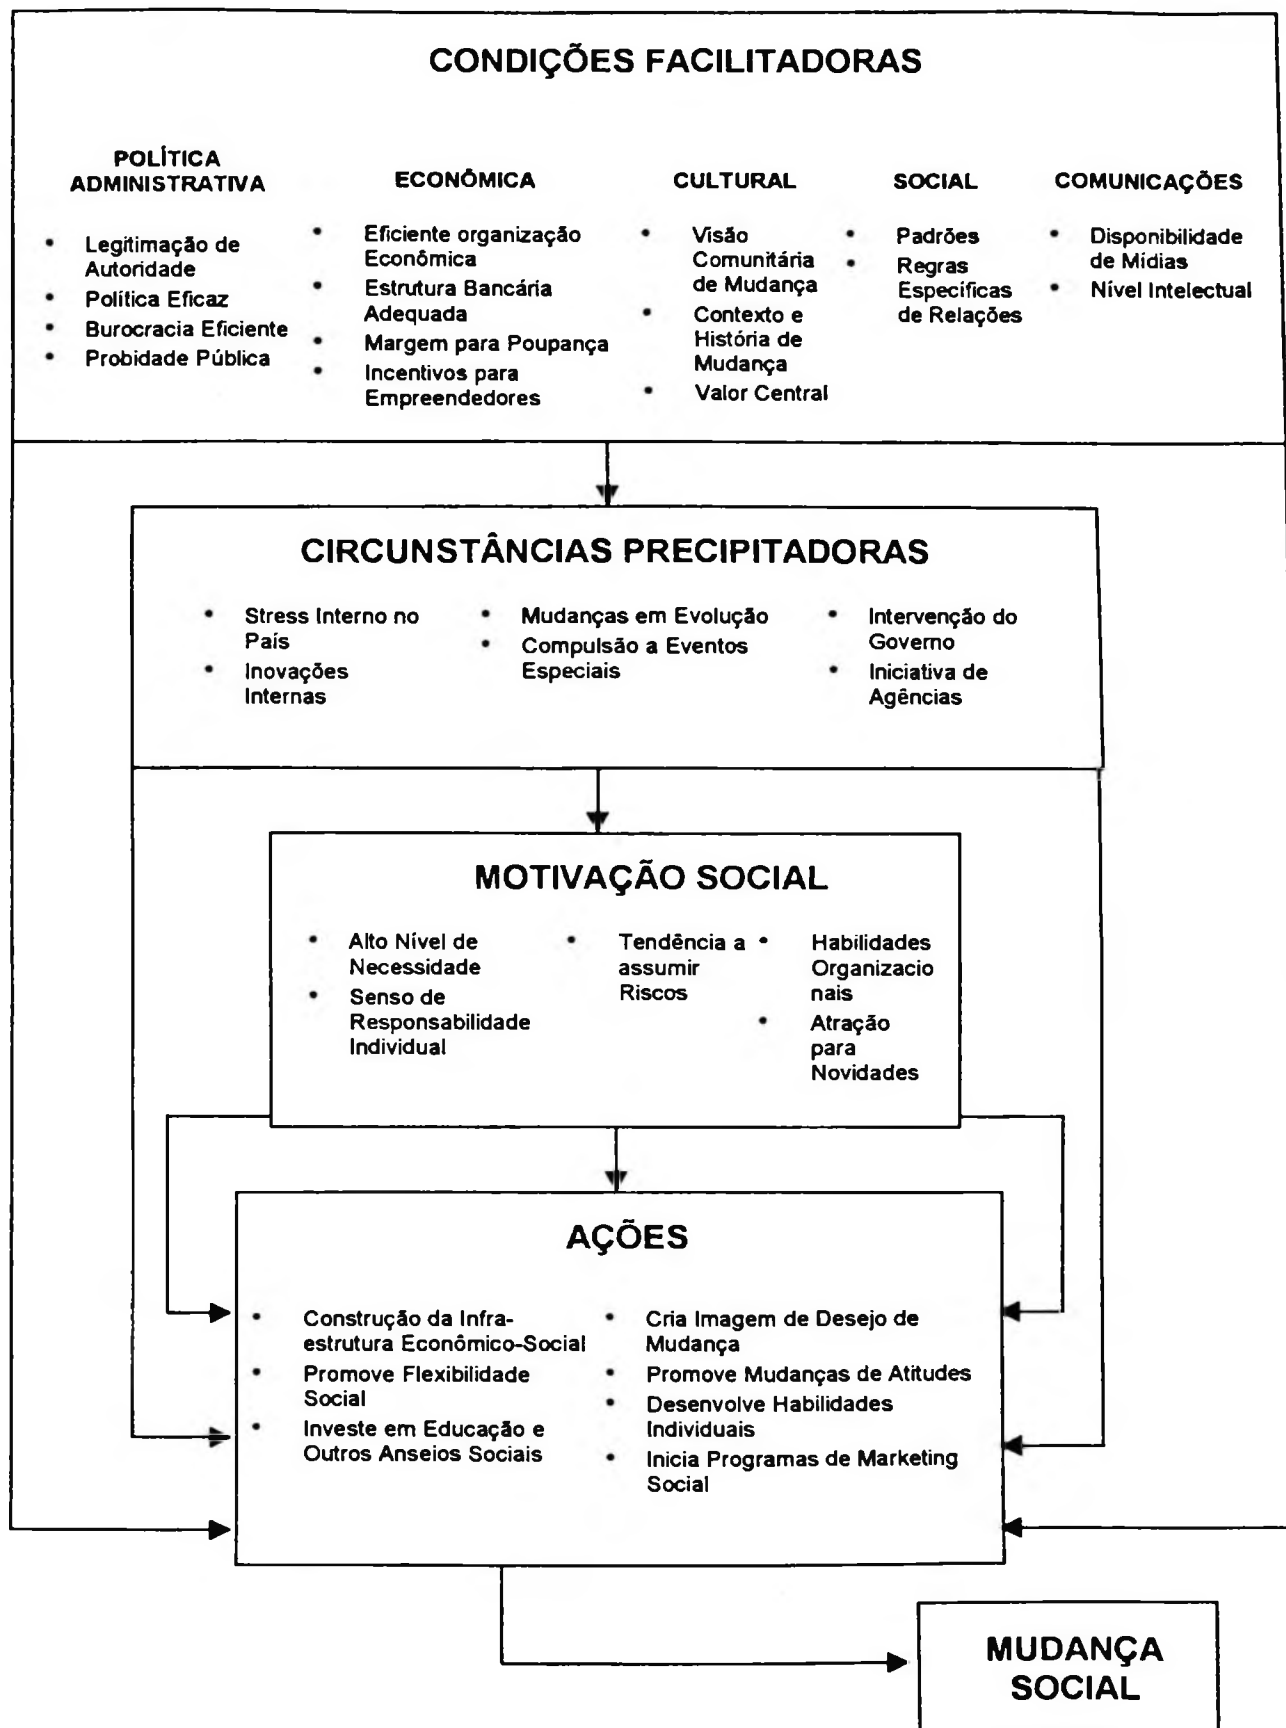 CONDIÇÕES FACILITADORAS
POLÍTICA
ADMINISTRATIVA
• Legitimação de
Autoridade
• Política Eficaz
• Burocracia Eficiente
• Probidade Pública
ECONÔMICA
• Eficiente organização
Econômica
• Estrutura Bancária
Adequada
• Margem para Poupança
• Incentivos para
Empreendedores
CULTURAL
• Visão
Comunitária
de Mudança
• Contexto e
História de
Mudança
• Valor Central
SOCIAL
• Padrões
• Regras
Específicas
de Relações
COMUNICAÇÕES
• Disponibilidade
de Mídias
• Nível Intelectual
CIRCUNSTÂNCIAS PRECIPITADORAS
• Stress Interno no
País
• Inovações
Internas
• Mudanças em Evolução
• Compulsão a Eventos
Especiais
• Intervenção do
Governo
• Iniciativa de
Agências
MOTIVAÇÃO SOCIAL
• Alto Nível de
Necessidade
• Senso de
Responsabilidade
Individual
• Tendência a
assumir
Riscos
• Habilidades
Organizacio
nais
• Atração
para
Novidades
AÇÕES
• Construção da Infra-
estrutura Econômico-Social
• Promove Flexibilidade
Social
• Investe em Educação e
Outros Anseios Sociais
• Cria Imagem de Desejo de
Mudança
• Promove Mudanças de Atitudes
• Desenvolve Habilidades
Individuais
• Inicia Programas de Marketing
Social
MUDANÇA
SOCIAL